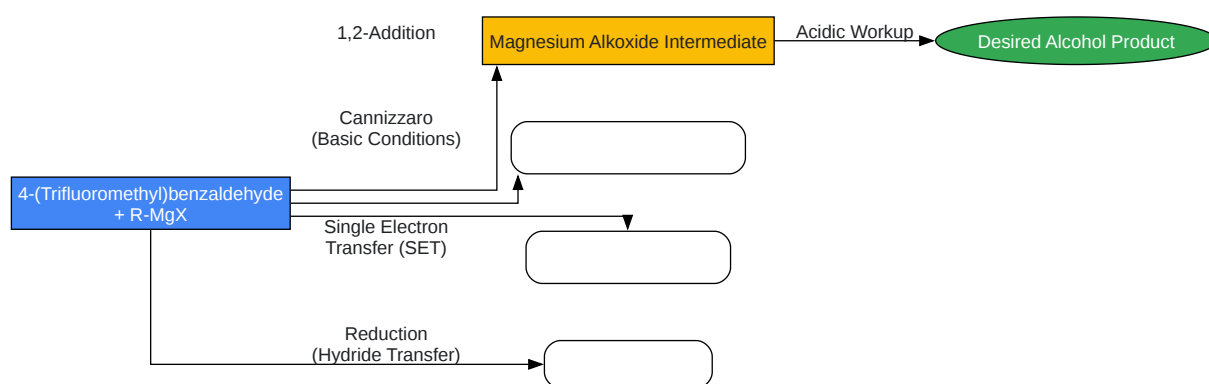 1,2-Addition
Magnesium Alkoxide Intermediate
Acidic Workup
Desired Alcohol Product
Cannizzaro
(Basic Conditions)
4-(Trifluoromethyl)benzaldehyde
+ R-MgX
Single Electron
Transfer (SET)
Reduction
(Hydride Transfer)